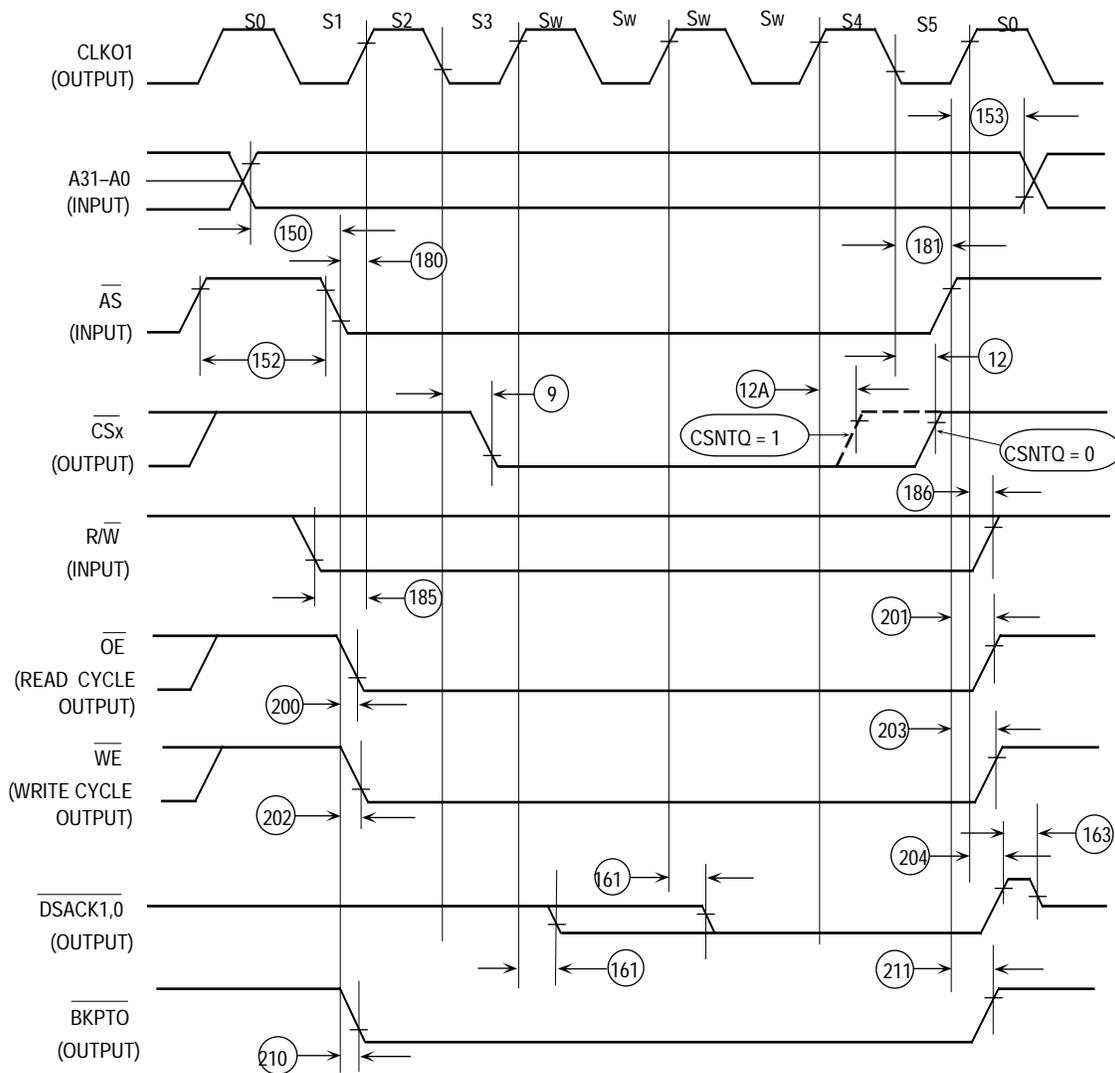 S0 S1 S2 S3 Sw Sw Sw Sw S4 S5 S0
CLKO1
(OUTPUT)
153
A31–A0
(INPUT)
150
180
181
AS
(INPUT)
152
12
9
12A
CSx
(OUTPUT)
CSNTQ = 1
CSNTQ = 0
186
R/W
(INPUT)
185
201
OE
(READ CYCLE
OUTPUT)
200
203
WE
(WRITE CYCLE
OUTPUT)
202
163
204
161
DSACK1,0
(OUTPUT)
161
211
BKPTO
(OUTPUT)
210